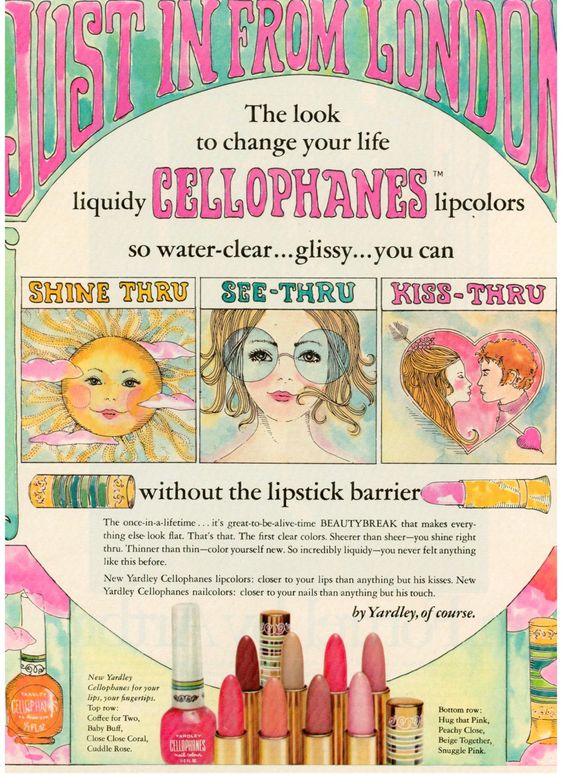 JUST IN FROM LONDON
The look
to change your life
liquidy CELLOPHANES™ lipcolors
so water-clear...glissy...you can
SHINE THRU
SEE-THRU
KISS-THRU
without the lipstick barrier
The once-in-a-lifetime . . . it's great-to-be-alive-time BEAUTYBREAK that makes every-
thing else look flat. That's that. The first clear colors. Sheerer than sheer—you shine right
thru. Thinner than thin—color yourself new. So incredibly liquidy—you never felt anything
like this before.
New Yardley Cellophanes lipcolors: closer to your lips than anything but his kisses. New
Yardley Cellophanes nailcolors: closer to your nails than anything but his touch.
by Yardley, of course.
New Yardley
Cellophanes for your
lips, your fingertips.
Top row:
Coffee for Two,
Baby Buff,
Close Close Coral,
Cuddle Rose.
Bottom row:
Hug that Pink,
Peachy Close,
Beige Together,
Snuggle Pink.
YARDLEY
CELLOPHANES
YARDLEY
CELLOPHANES
nail colour